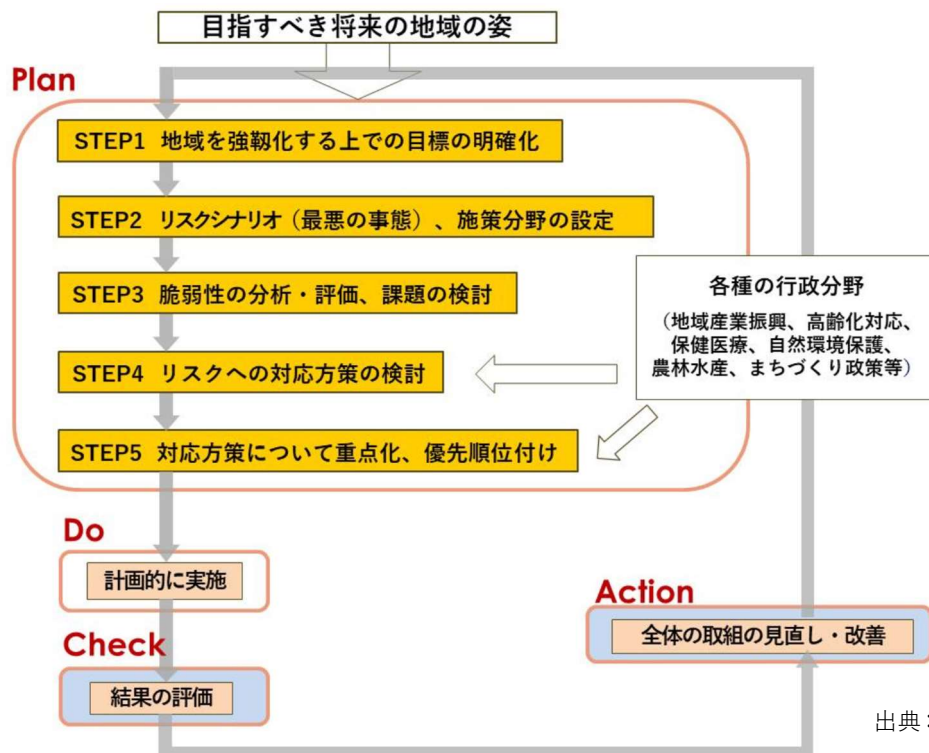 目指すべき将来の地域の姿
Plan
STEP1 地域を強靱化する上での目標の明確化
STEP2 リスクシナリオ（最悪の事態）、施策分野の設定
STEP3 脆弱性の分析・評価、課題の検討
STEP4 リスクへの対応方策の検討
STEP5 対応方策について重点化、優先順位付け
各種の行政分野
（地域産業振興、高齢化対応、
保健医療、自然環境保護、
農林水産、まちづくり政策等）
Do
計画的に実施
Check
結果の評価
Action
全体の取組の見直し・改善
出典：